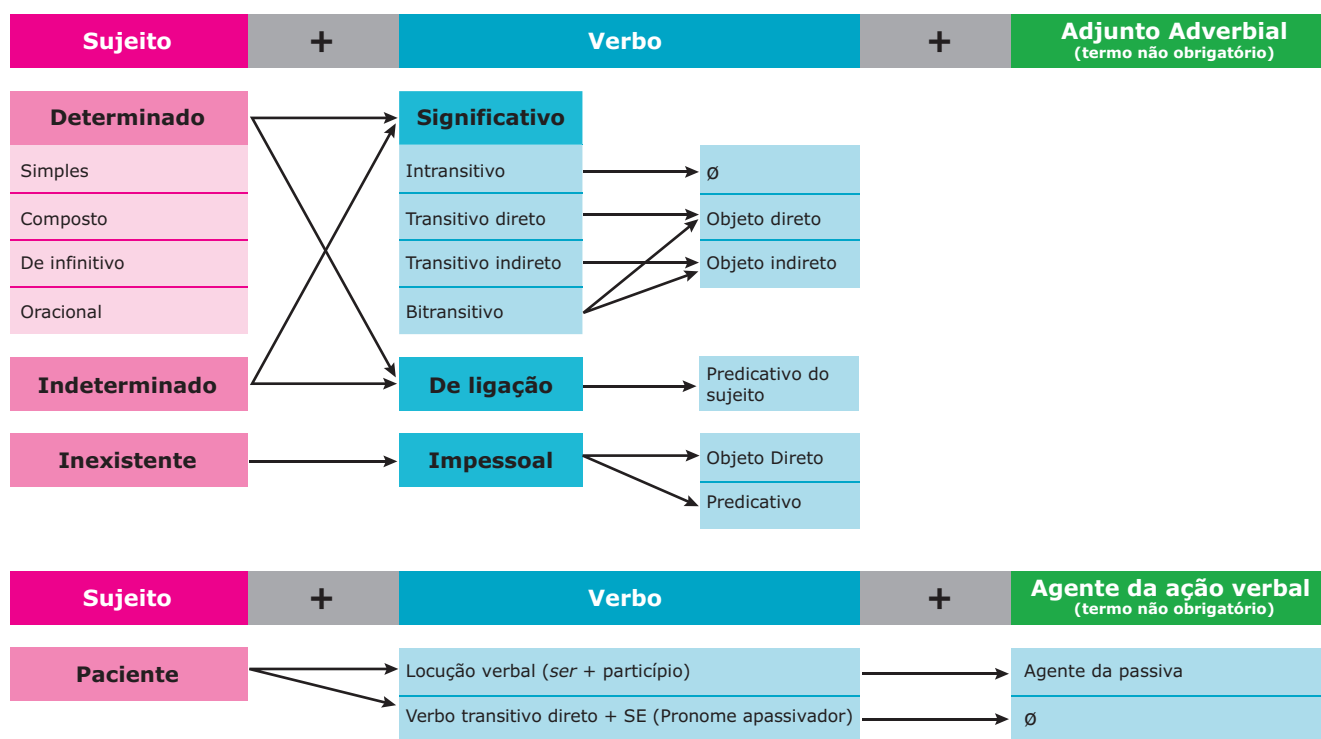 Sujeito + Verbo + Adjunto Adverbial
(termo não obrigatório)
Determinado
Significativo
Simples
Intransitivo
ø
Composto
Transitivo direto
Objeto direto
De infinitivo
Transitivo indireto
Objeto indireto
Oracional
Bitransitivo
Indeterminado
De ligação
Predicativo do
sujeito
Inexistente
Impessoal
Objeto Direto
Predicativo
Sujeito + Verbo + Agente da ação verbal
(termo não obrigatório)
Paciente
Locução verbal (ser + particípio)
Agente da passiva
Verbo transitivo direto + SE (Pronome apassivador)
ø